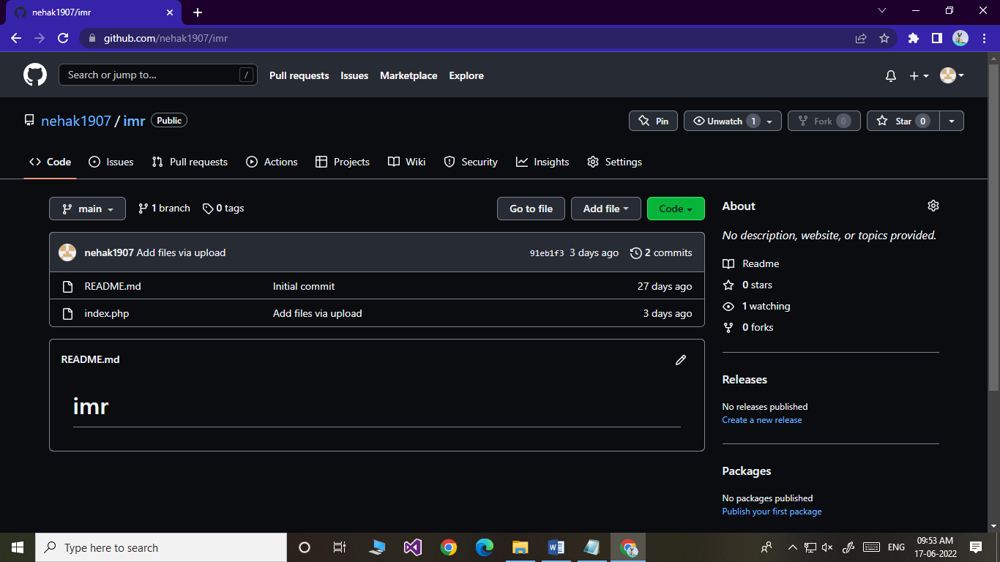 nehak1907/imr
github.com/nehak1907/imr
Search or jump to... /
Pull requests Issues Marketplace Explore
nehak1907 / imr Public
Pin Unwatch 1 Fork 0 Star 0
Code Issues Pull requests Actions Projects Wiki Security Insights Settings
main 1 branch 0 tags Go to file Add file Code
nehak1907 Add files via upload 91eb1f3 3 days ago 2 commits
README.md Initial commit 27 days ago
index.php Add files via upload 3 days ago
README.md
imr
About
No description, website, or topics provided.
Readme
0 stars
1 watching
0 forks
Releases
No releases published
Create a new release
Packages
No packages published
Publish your first package
Type here to search
ENG
09:53 AM
17-06-2022